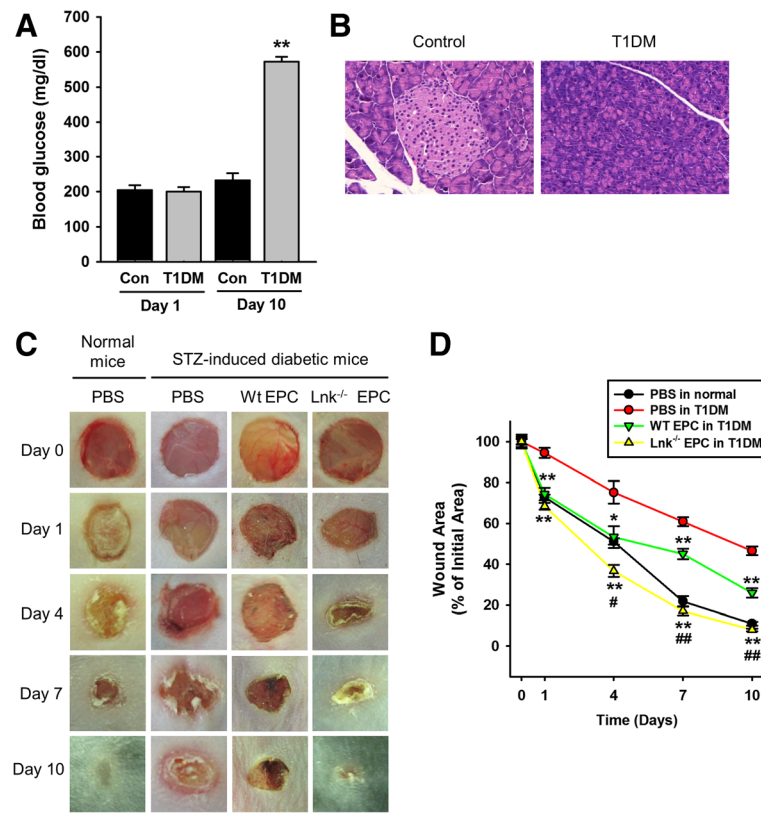 A
Blood glucose (mg/dl)
700
600
500
400
300
200
100
0
**
Con T1DM Con T1DM
Day 1 Day 10
B
Control T1DM
C
Normal mice
STZ-induced diabetic mice
PBS PBS Wt EPC Lnk-/- EPC
Day 0
Day 1
Day 4
Day 7
Day 10
D
PBS in normal
PBS in T1DM
WT EPC in T1DM
Lnk-/- EPC in T1DM
Wound Area
(% of Initial Area)
100
80
60
40
20
0
**
**
*
**
#
**
**
##
**
**
##
0 1 4 7 10
Time (Days)